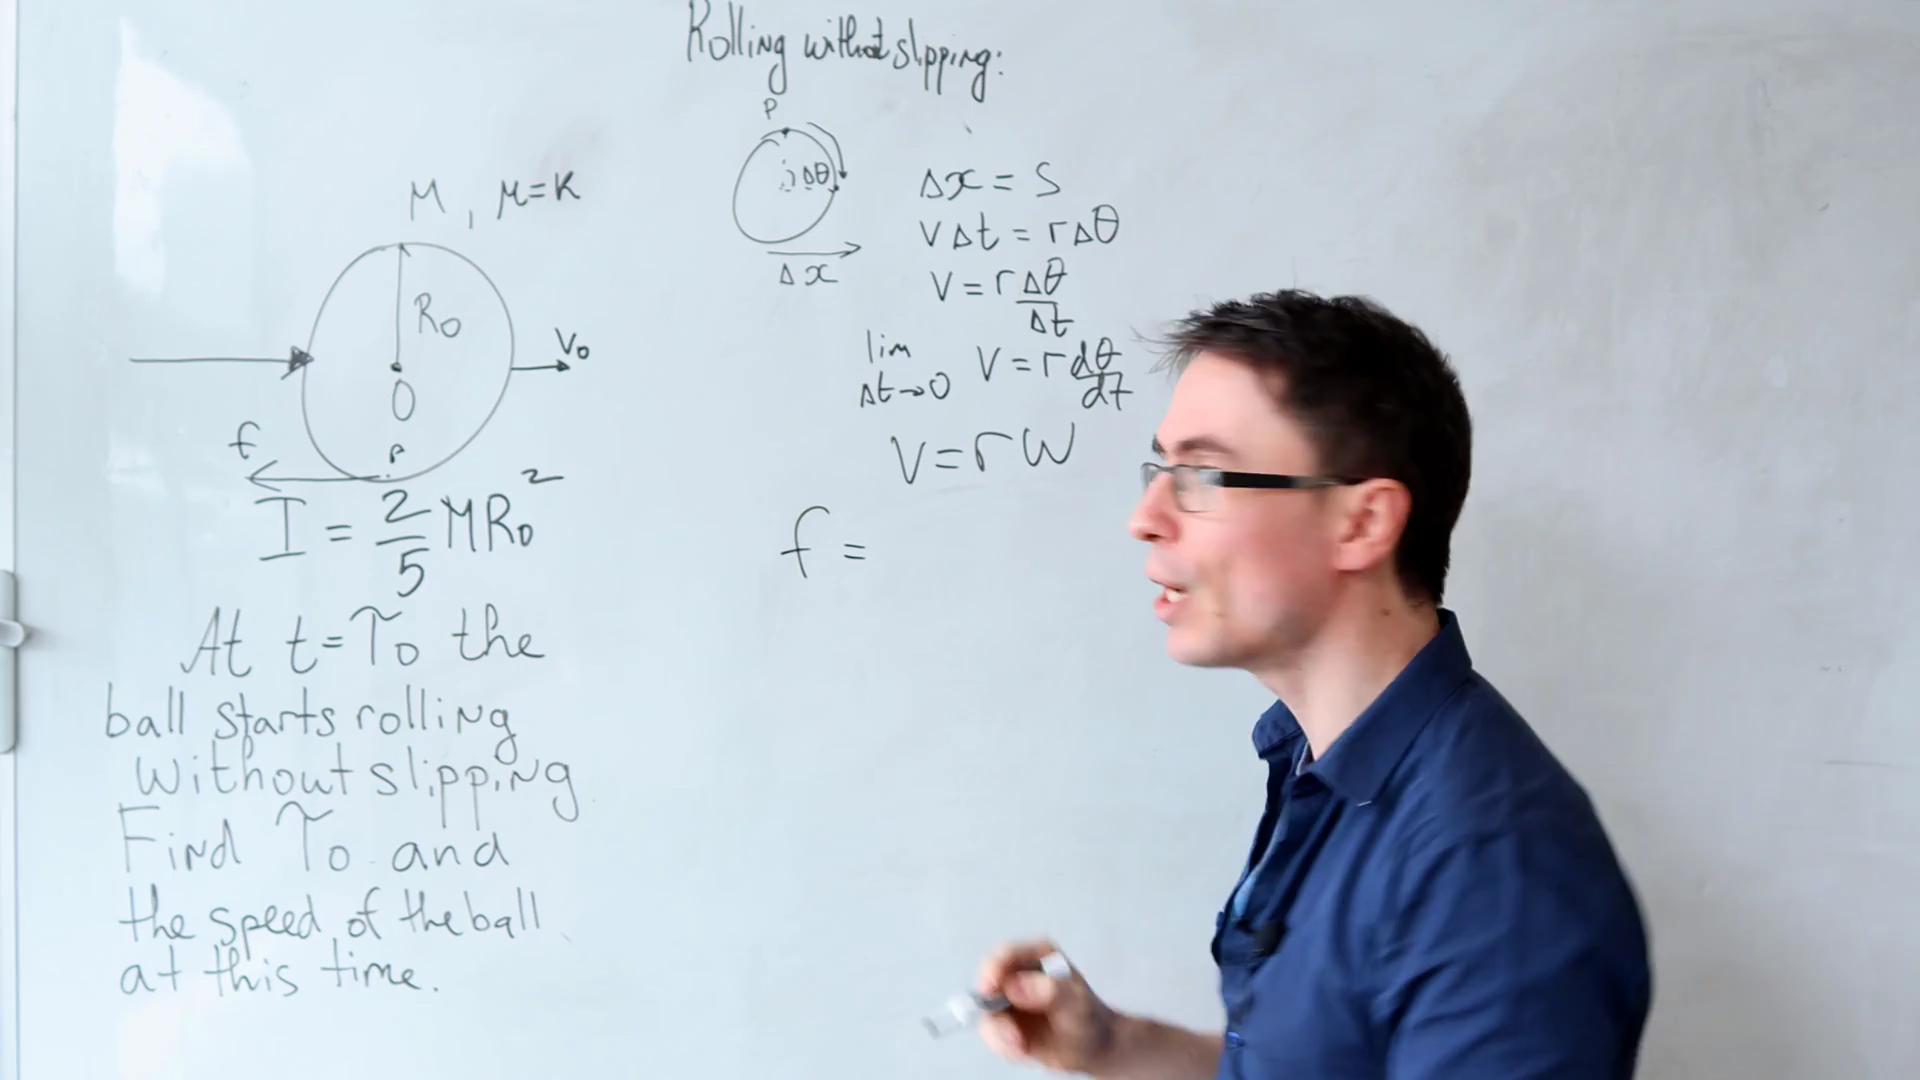 Rolling without slipping:
P
Δθ
Δx
Δx = S
vΔt = rΔθ
v = r Δθ/Δt
lim Δt→0 v = r dθ/dt
v = rω
f =
M, μ=K
R₀
V₀
O
P
f
I = 2/5 MR₀²
At t=T₀ the
ball starts rolling
without slipping
Find T₀ and
the speed of the ball
at this time.